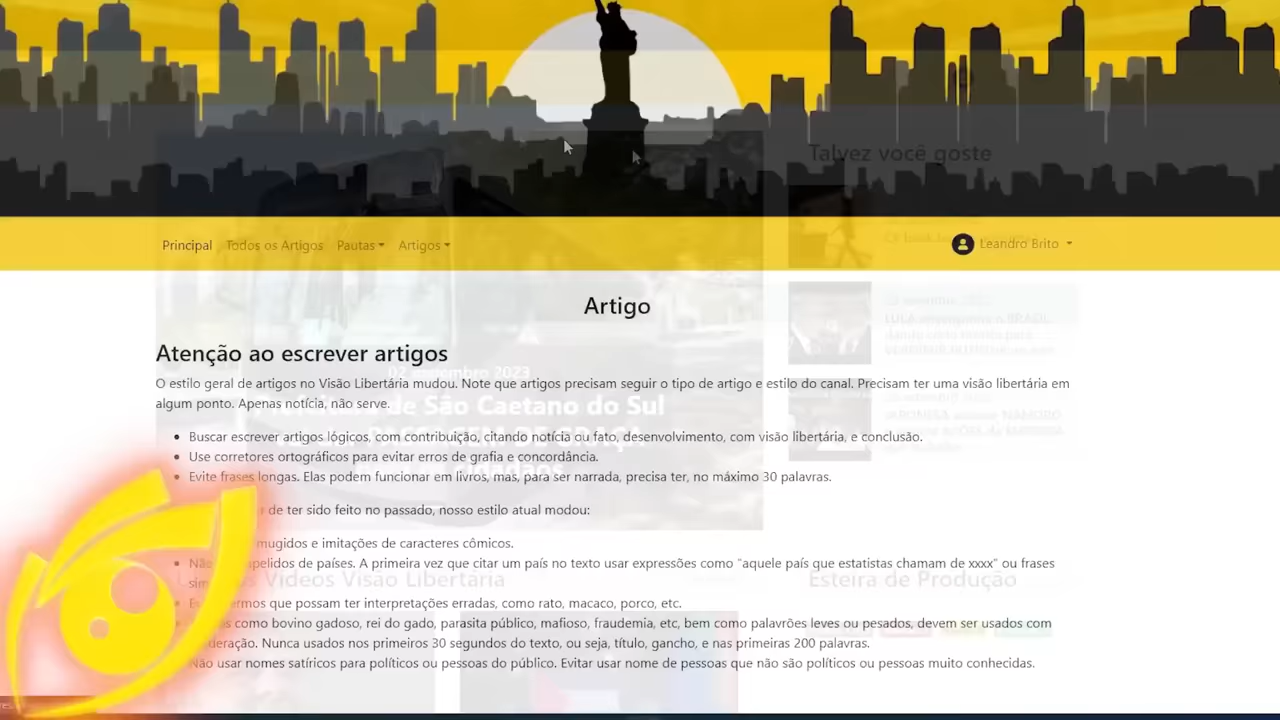 Talvez você goste
Principal Todos os Artigos Pautas Artigos Leandro Brito
Artigo
Atenção ao escrever artigos
02 2023
O estilo geral de artigos no Visão Libertária mudou. Note que artigos precisam seguir o tipo de artigo e estilo do canal. Precisam ter uma visão libertária em
algum ponto. Apenas notícia, não serve.
de São Caetano do Sul
PASSAGEM DE GRAÇA
cidadãos
LULA BRASIL
Buscar escrever artigos lógicos, com contribuição, citando notícia ou fato, desenvolvimento, com visão libertária, e conclusão.
Use corretores ortográficos para evitar erros de grafia e concordância.
Evite frases longas. Elas podem funcionar em livros, mas, para ser narrada, precisa ter, no máximo 30 palavras.
de ter sido feito no passado, nosso estilo atual modou:
mugidos e imitações de caracteres cômicos.
Não apelidos de países. A primeira vez que citar um país no texto usar expressões como "aquele país que estatistas chamam de xxxx" ou frases
Vídeos Visão Libertária
Esteira de Produção
termos que possam ter interpretações erradas, como rato, macaco, porco, etc.
como bovino gadoso, rei do gado, parasita público, mafioso, fraudemia, etc, bem como palavrões leves ou pesados, devem ser usados com
Nunca usados nos primeiros 30 segundos do texto, ou seja, título, gancho, e nas primeiras 200 palavras.
Não usar nomes satíricos para políticos ou pessoas do público. Evitar usar nome de pessoas que não são políticos ou pessoas muito conhecidas.